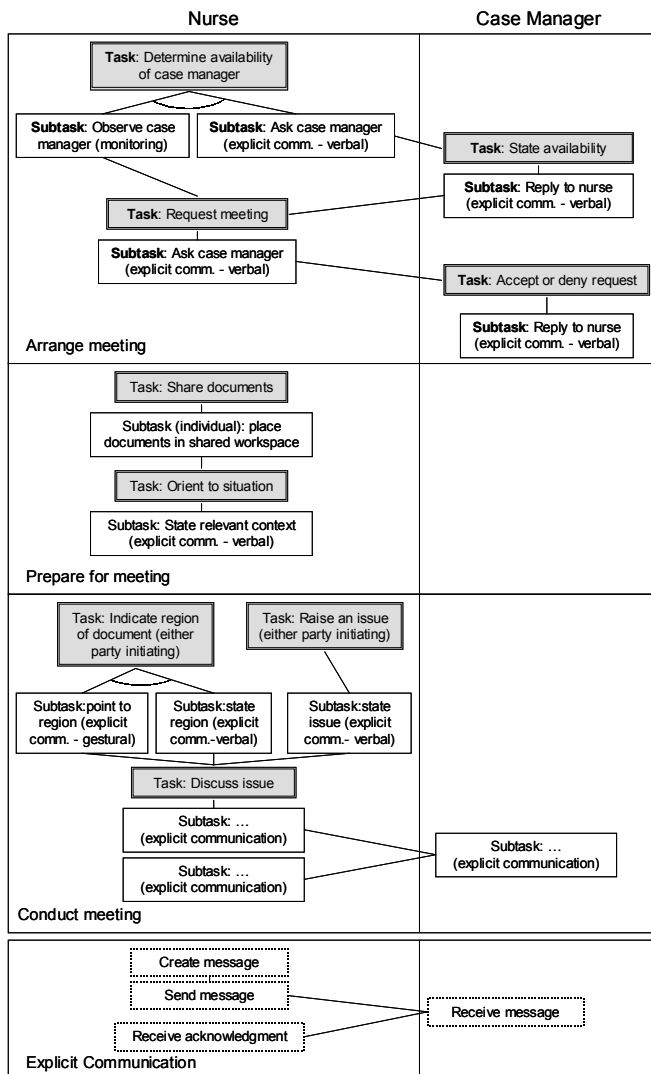 Nurse
Case Manager
Task: Determine availability
of case manager
Subtask: Observe case
manager (monitoring)
Subtask: Ask case manager
(explicit comm. - verbal)
Task: State availability
Subtask: Reply to nurse
(explicit comm. - verbal)
Task: Request meeting
Subtask: Ask case manager
(explicit comm. - verbal)
Task: Accept or deny request
Subtask: Reply to nurse
(explicit comm. - verbal)
Arrange meeting
Task: Share documents
Subtask (individual): place
documents in shared workspace
Task: Orient to situation
Subtask: State relevant context
(explicit comm. - verbal)
Prepare for meeting
Task: Indicate region
of document (either
party initiating)
Task: Raise an issue
(either party initiating)
Subtask:point to
region (explicit
comm. - gestural)
Subtask:state
region (explicit
comm.-verbal)
Subtask:state
issue (explicit
comm.- verbal)
Task: Discuss issue
Subtask: …
(explicit communication)
Subtask: …
(explicit communication)
Subtask: …
(explicit communication)
Conduct meeting
Create message
Send message
Receive message
Receive acknowledgment
Explicit Communication